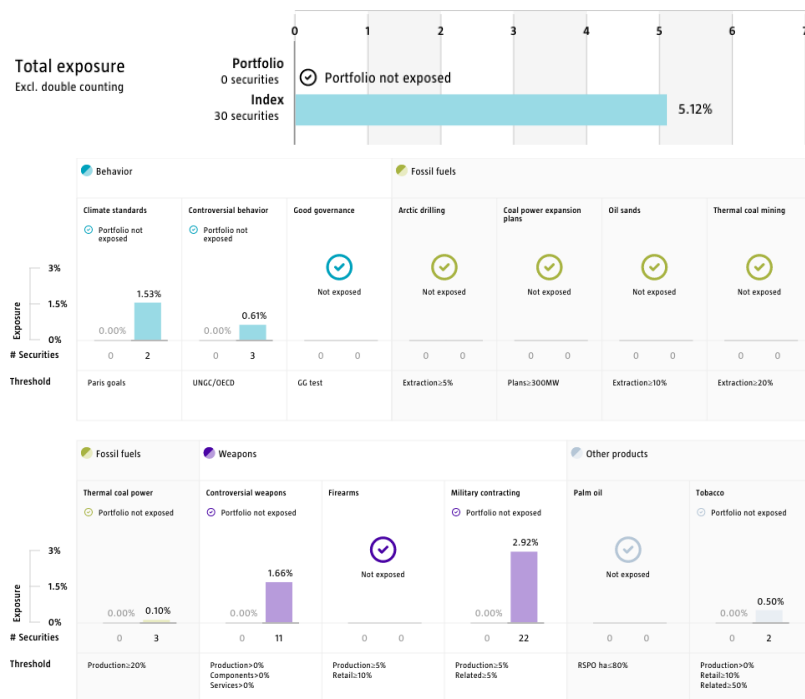 0 1 2 3 4 5 6 7
Total exposure
Excl. double counting
Portfolio
0 securities
Portfolio not exposed
Index
30 securities
5.12%
Behavior
Fossil fuels
Climate standards
Controversial behavior
Good governance
Arctic drilling
Coal power expansion
plans
Oil sands
Thermal coal mining
Portfolio not
exposed
Portfolio not
exposed
Not exposed
Not exposed
Not exposed
Not exposed
Not exposed
Exposure
3%
1.5%
0%
0.00% 1.53%
0.00% 0.61%
# Securities 0 2 0 3 0 0 0 0 0 0 0 0 0 0
Threshold Paris goals UNGC/OECD GG test Extraction≥5% Plans≥300MW Extraction≥10% Extraction≥20%
Fossil fuels
Weapons
Other products
Thermal coal power
Controversial weapons
Firearms
Military contracting
Palm oil
Tobacco
Portfolio not exposed
Portfolio not exposed
Not exposed
Portfolio not exposed
Not exposed
Portfolio not exposed
Exposure
3%
1.5%
0%
0.00% 0.10%
0.00% 1.66%
0.00% 2.92%
0.00% 0.50%
# Securities 0 3 0 11 0 0 0 22 0 0 0 2
Threshold
Production≥20%
Production>0%
Components>0%
Services>0%
Production≥5%
Retail≥10%
Production≥5%
Related≥5%
RSPO ha≤80%
Production>0%
Retail≥10%
Related≥50%